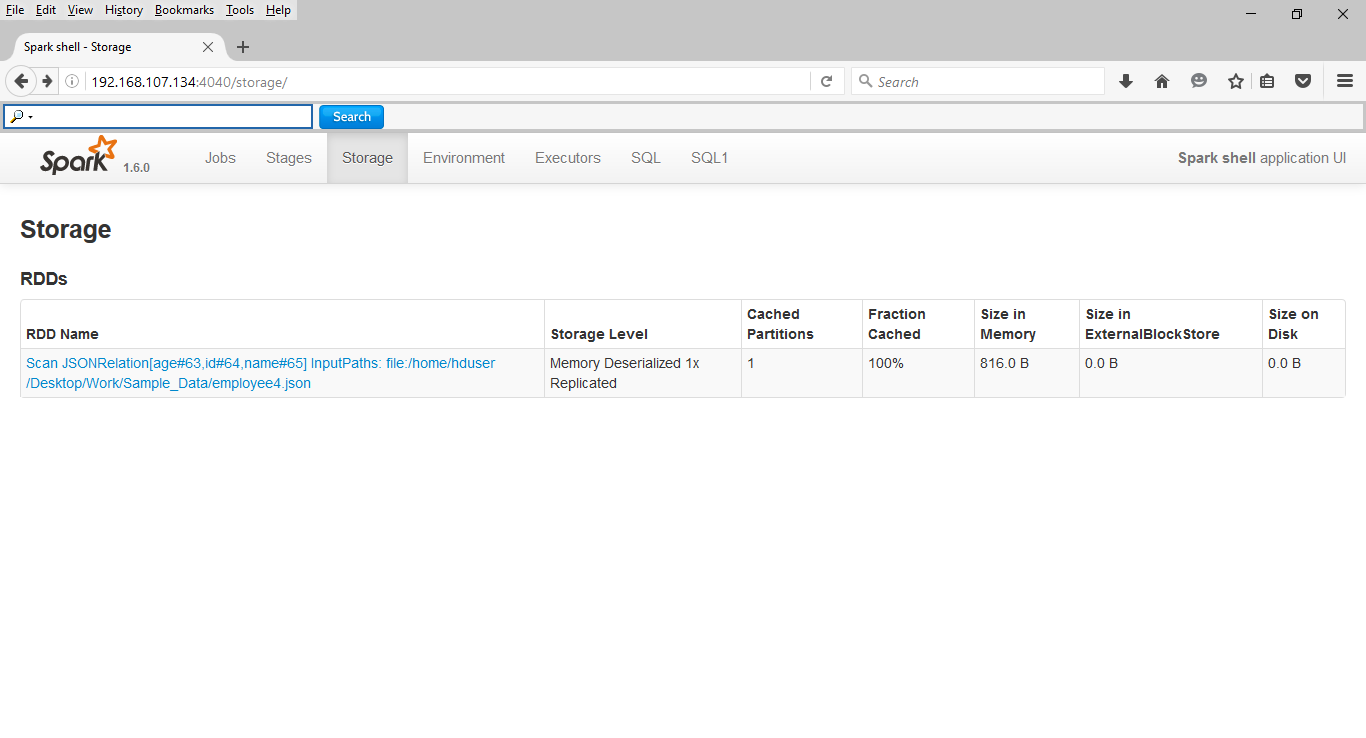 File Edit View History Bookmarks Tools Help
Spark shell - Storage
192.168.107.134:4040/storage/
Search
Search
Spark 1.6.0 Jobs Stages Storage Environment Executors SQL SQL1 Spark shell application UI
Storage
RDDs
RDD Name Storage Level Cached Partitions Fraction Cached Size in Memory Size in ExternalBlockStore Size on Disk
Scan JSONRelation[age#63,id#64,name#65] InputPaths: file:/home/hduser
/Desktop/Work/Sample_Data/employee4.json
Memory Deserialized 1x
Replicated
1 100% 816.0 B 0.0 B 0.0 B